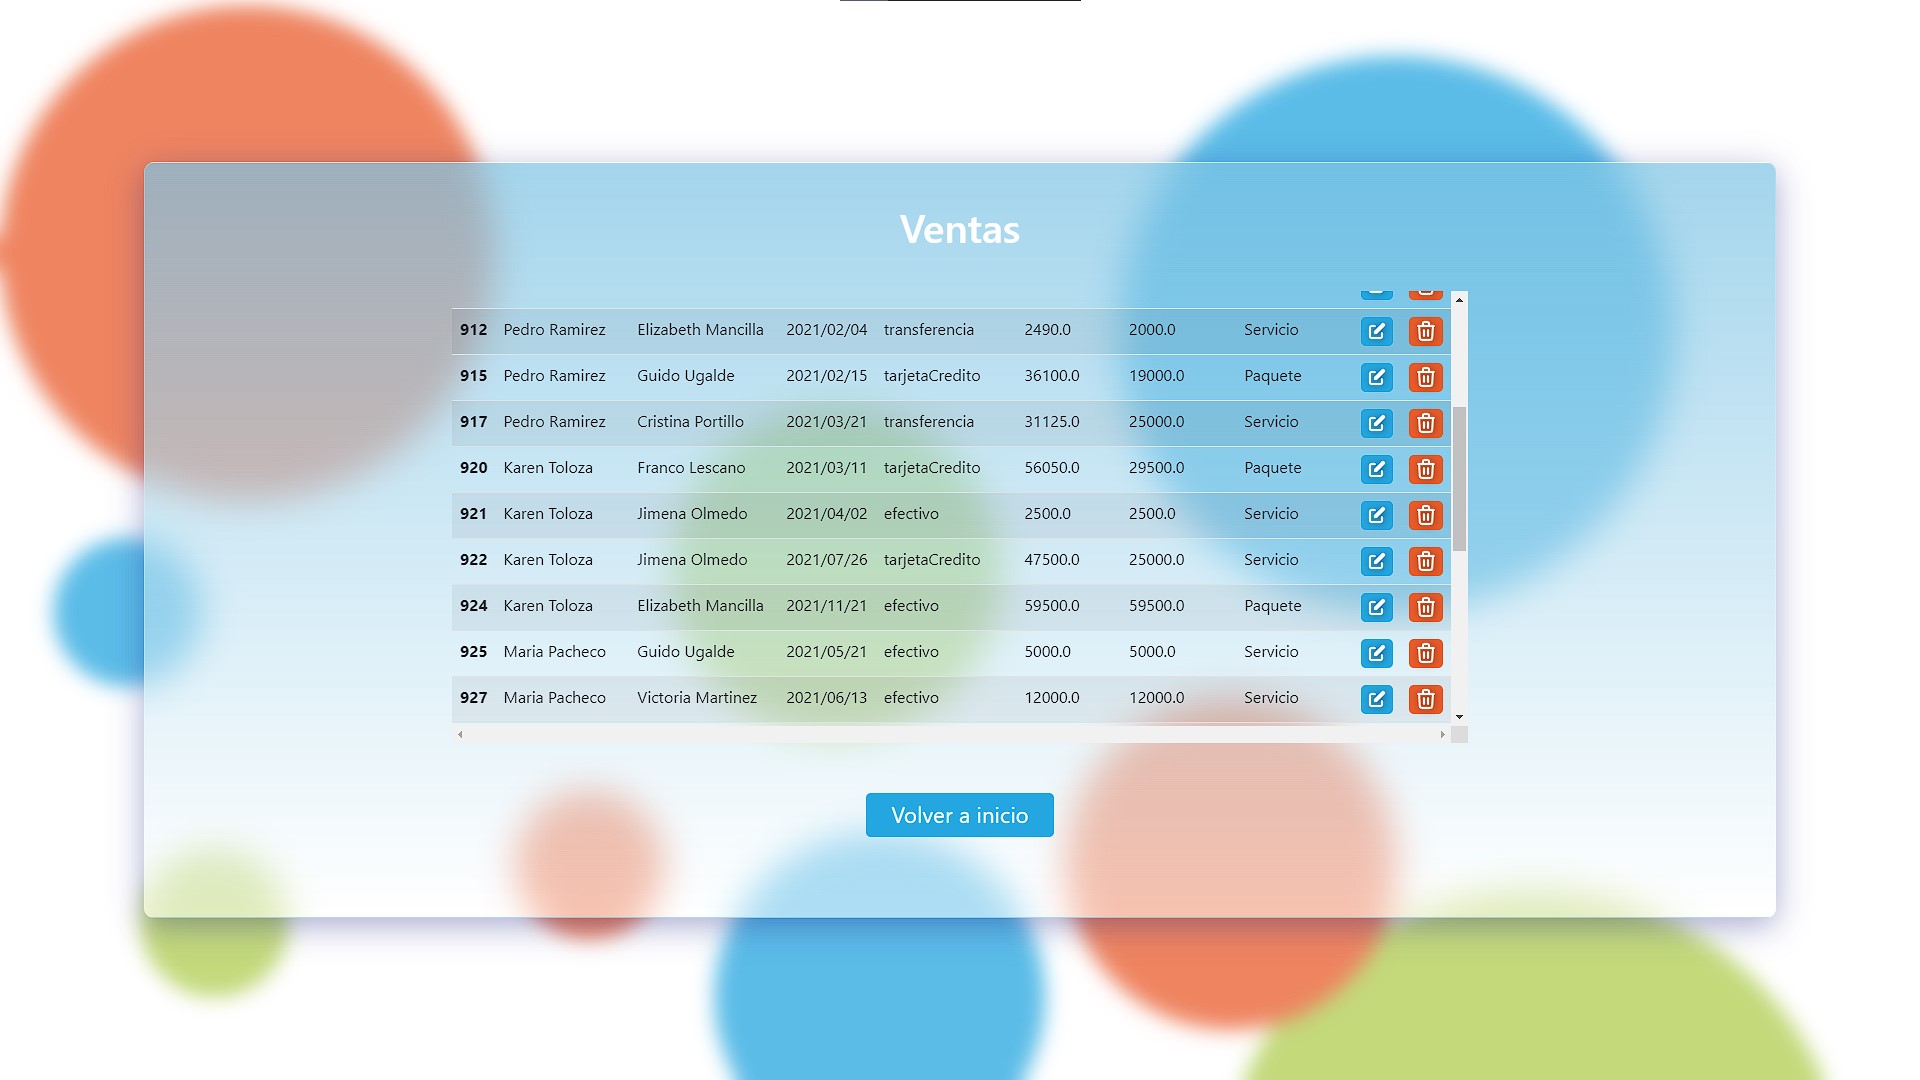 Ventas
912 Pedro Ramirez Elizabeth Mancilla 2021/02/04 transferencia 2490.0 2000.0 Servicio
915 Pedro Ramirez Guido Ugalde 2021/02/15 tarjetaCredito 36100.0 19000.0 Paquete
917 Pedro Ramirez Cristina Portillo 2021/03/21 transferencia 31125.0 25000.0 Servicio
920 Karen Toloza Franco Lescano 2021/03/11 tarjetaCredito 56050.0 29500.0 Paquete
921 Karen Toloza Jimena Olmedo 2021/04/02 efectivo 2500.0 2500.0 Servicio
922 Karen Toloza Jimena Olmedo 2021/07/26 tarjetaCredito 47500.0 25000.0 Servicio
924 Karen Toloza Elizabeth Mancilla 2021/11/21 efectivo 59500.0 59500.0 Paquete
925 Maria Pacheco Guido Ugalde 2021/05/21 efectivo 5000.0 5000.0 Servicio
927 Maria Pacheco Victoria Martinez 2021/06/13 efectivo 12000.0 12000.0 Servicio
Volver a inicio